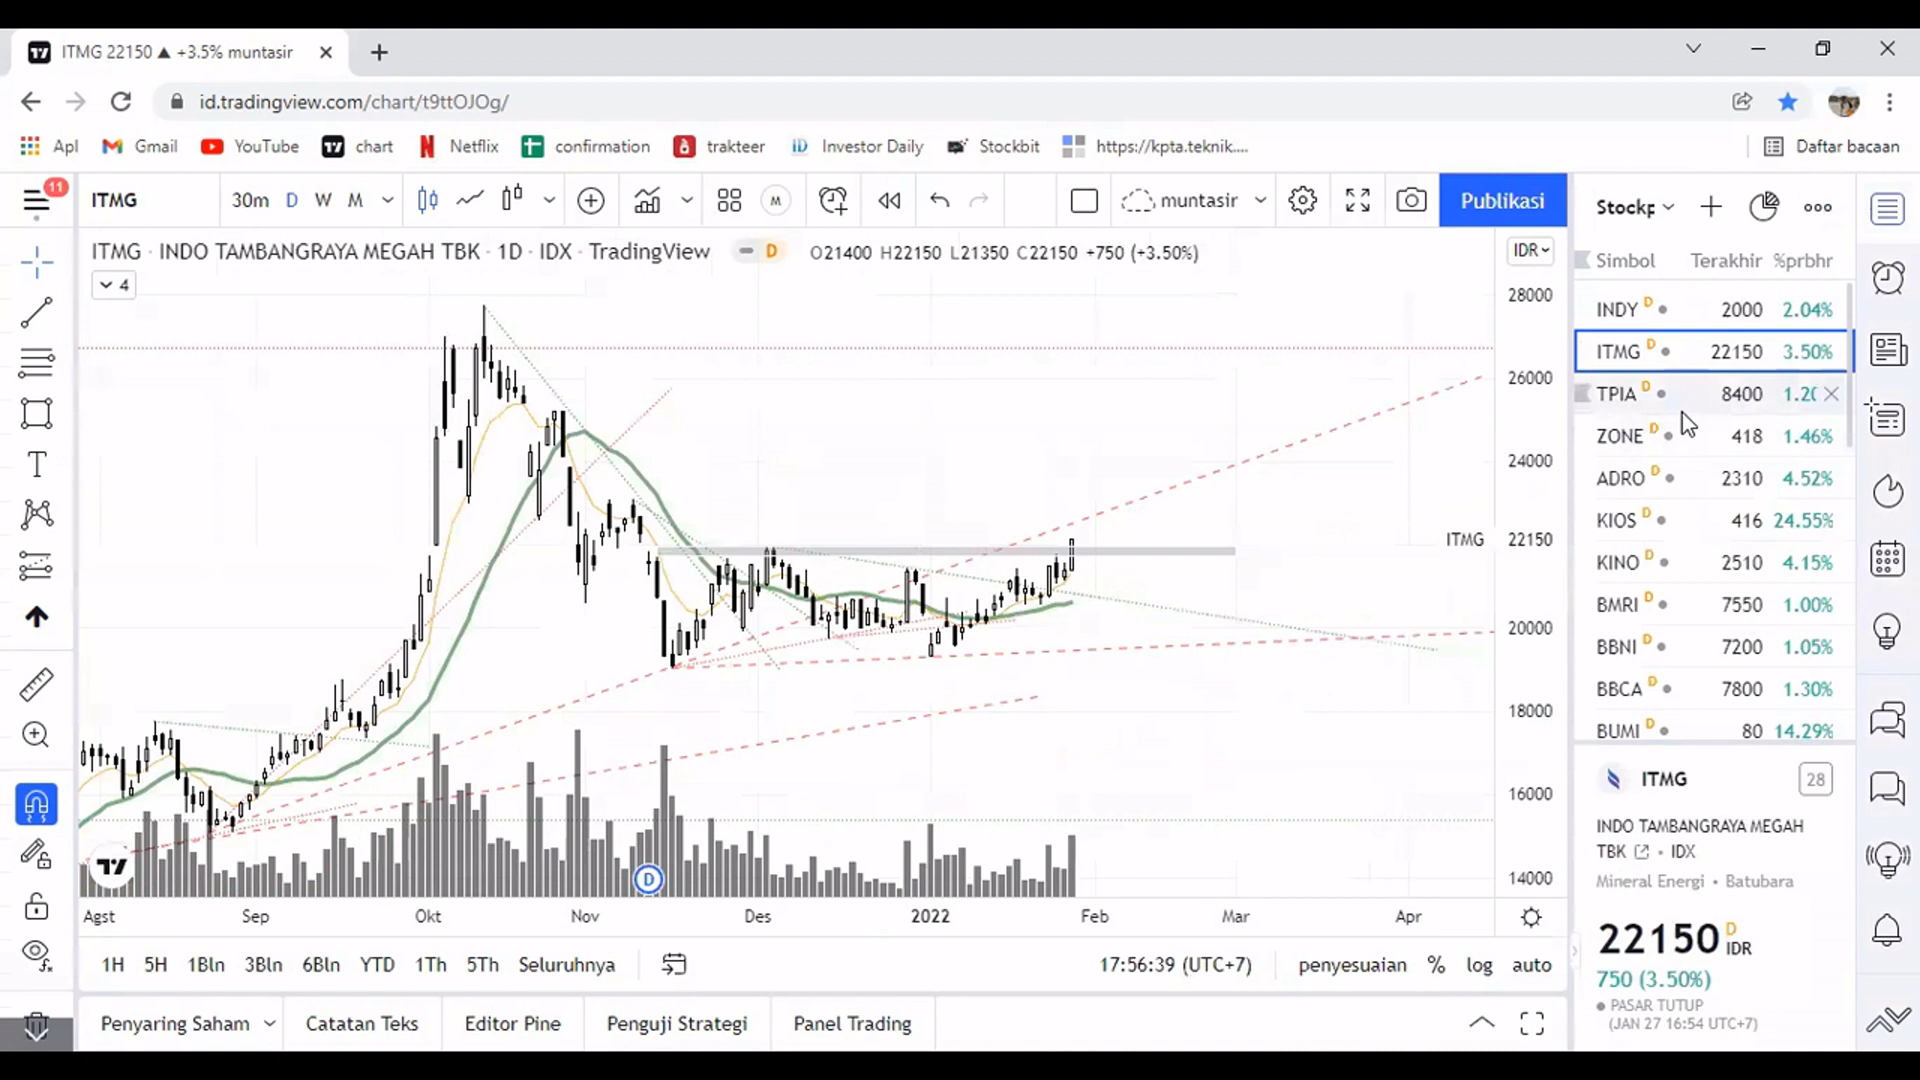 ITMG 22150 ▲ +3.5% muntasir
id.tradingview.com/chart/t9ttOJOg/
Apl Gmail YouTube chart Netflix confirmation trakteer Investor Daily Stockbit https://kpta.teknik.... Daftar bacaan
11
ITMG 30m D W M M muntasir Publikasi
ITMG · INDO TAMBANGRAYA MEGAH TBK · 1D · IDX · TradingView D O21400 H22150 L21350 C22150 +750 (+3.50%) IDR
4
28000
26000
24000
ITMG 22150
20000
18000
16000
14000
D
Agst Sep Okt Nov Des 2022 Feb Mar Apr
1H 5H 1Bln 3Bln 6Bln YTD 1Th 5Th Seluruhnya 17:56:39 (UTC+7) penyesuaian % log auto
Penyaring Saham Catatan Teks Editor Pine Penguji Strategi Panel Trading
Simbol Terakhir %prbhr
INDY D 2000 2.04%
ITMG D 22150 3.50%
TPIA D 8400
ZONE D 418 1.46%
ADRO D 2310 4.52%
KIOS D 416 24.55%
KINO D 2510 4.15%
BMRI D 7550 1.00%
BBNI D 7200 1.05%
BBCA D 7800 1.30%
BUMI D 80 14.29%
ITMG 28
INDO TAMBANGRAYA MEGAH
TBK · IDX
Mineral Energi • Batubara
22150 D IDR
750 (3.50%)
PASAR TUTUP
(JAN 27 16:54 UTC+7)